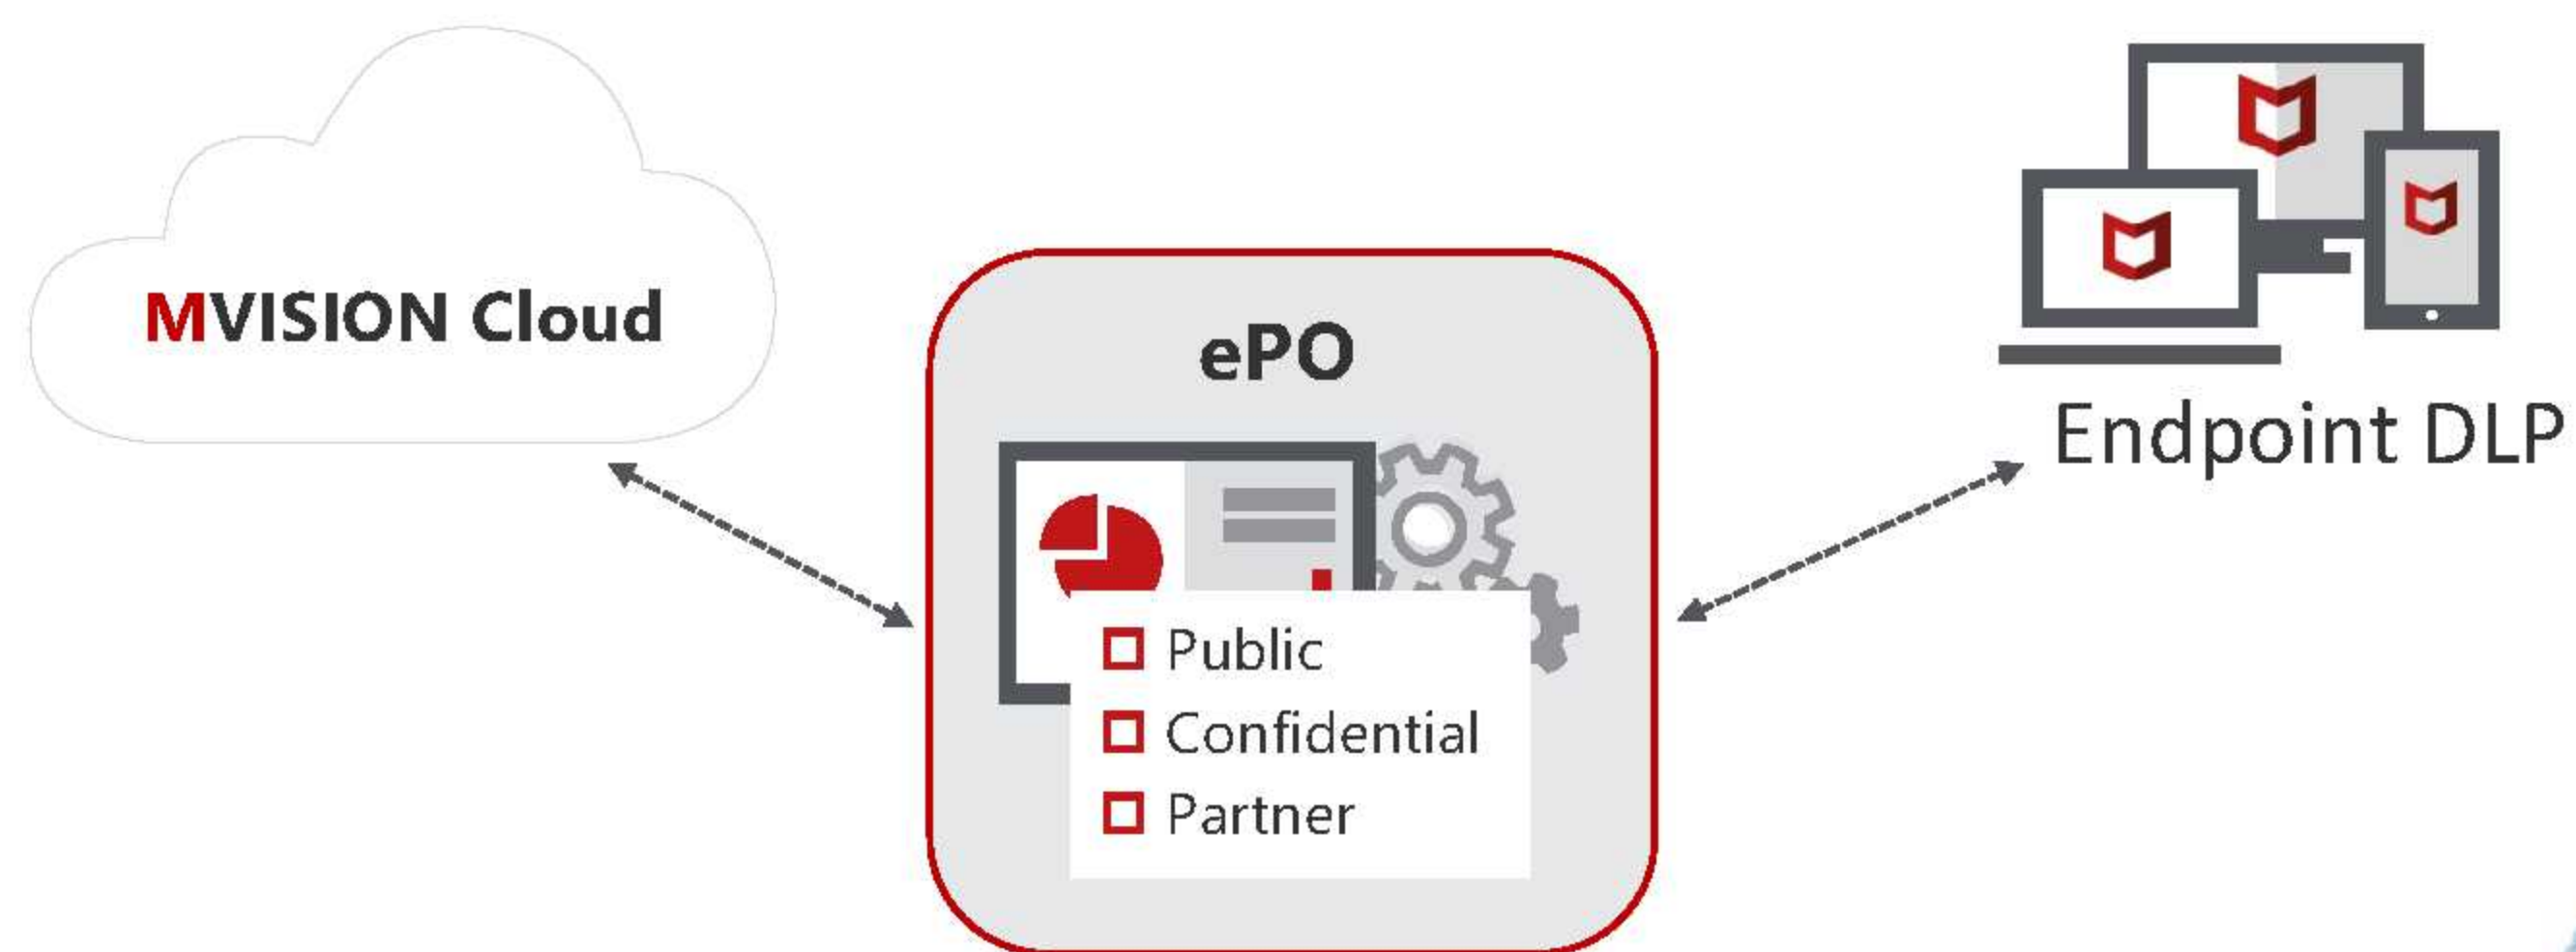 MVISION Cloud
ePO
Public
Confidential
Partner
Endpoint DLP